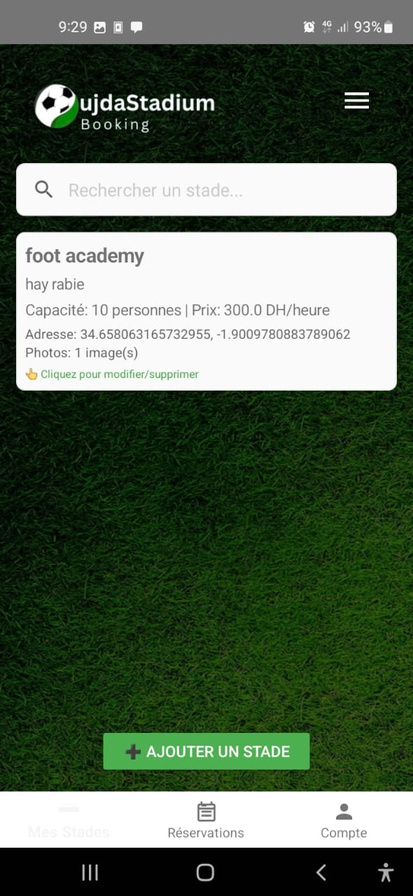 9:29
4G
93%
ujdaStadium
Booking
Rechercher un stade...
foot academy
hay rabie
Capacité: 10 personnes | Prix: 300.0 DH/heure
Adresse: 34.658063165732955, -1.9009780883789062
Photos: 1 image(s)
👆 Cliquez pour modifier/supprimer
➕ AJOUTER UN STADE
Mes Stades
Réservations
Compte